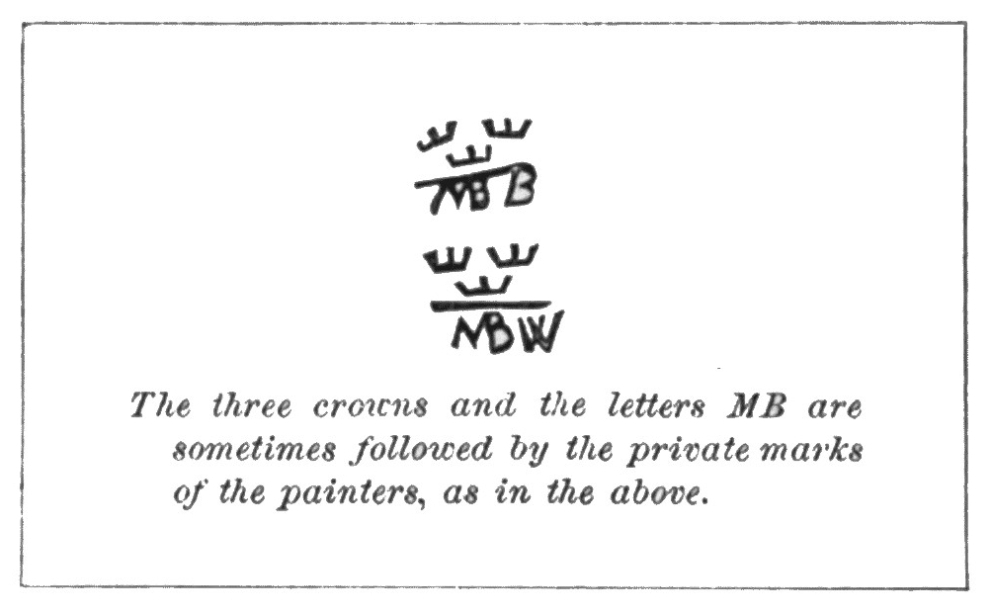 MB B
MB W
The three crowns and the letters MB are
sometimes followed by the private marks
of the painters, as in the above.